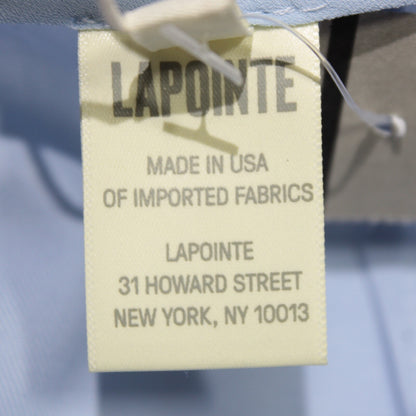 LAPOINTE
MADE IN USA
OF IMPORTED FABRICS
LAPOINTE
31 HOWARD STREET
NEW YORK, NY 10013